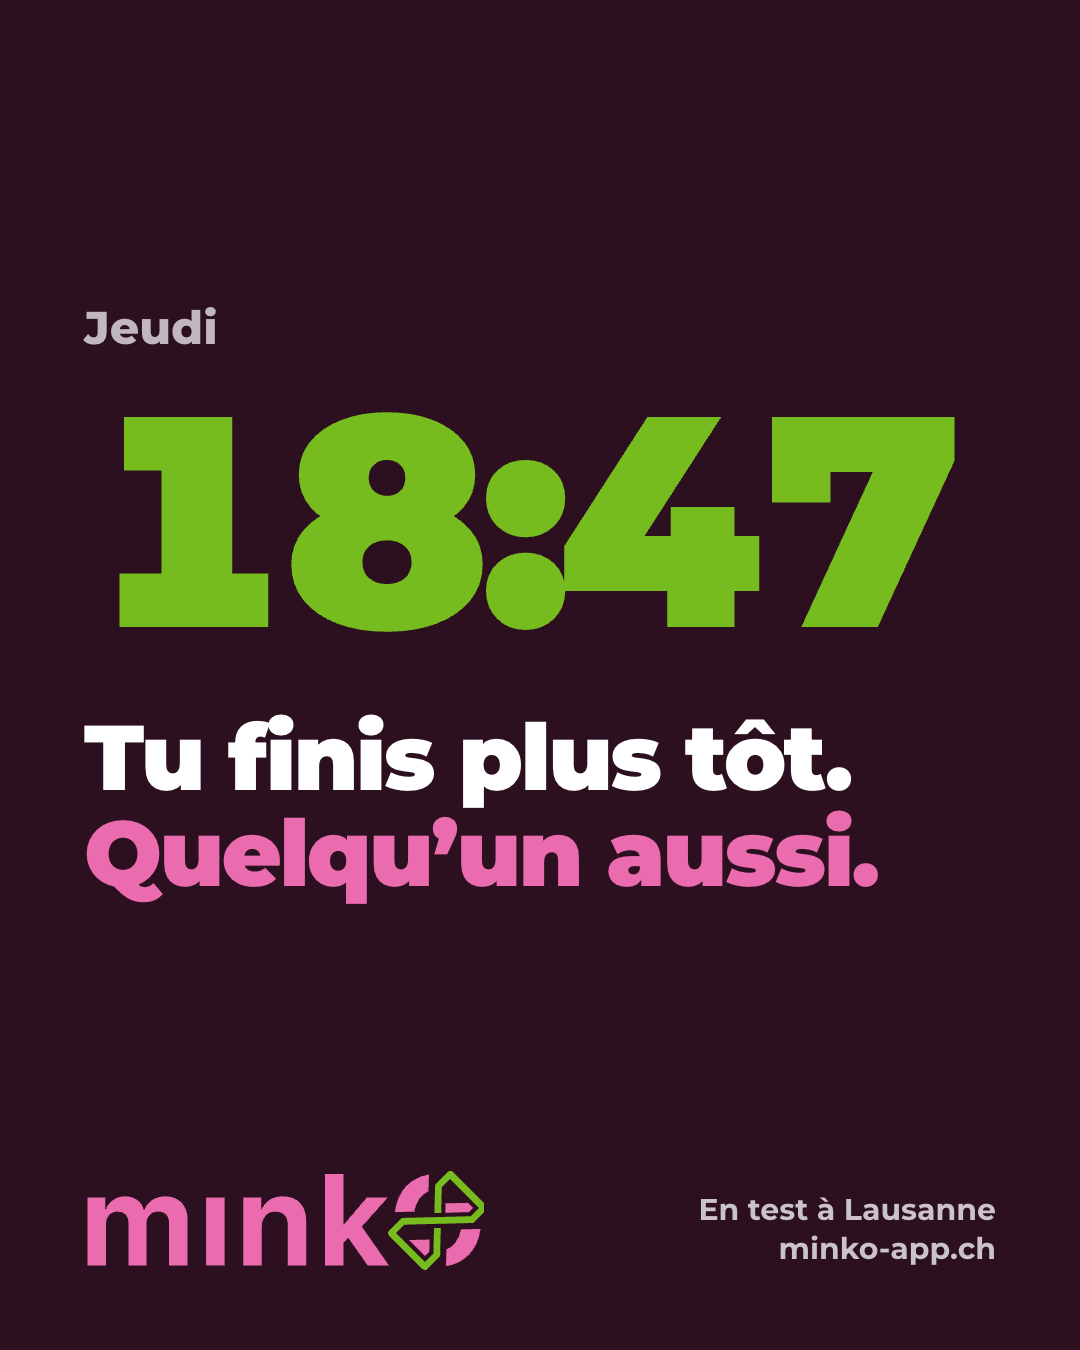 Jeudi
18:47
Tu finis plus tôt.
Quelqu’un aussi.
minko
En test à Lausanne
minko-app.ch